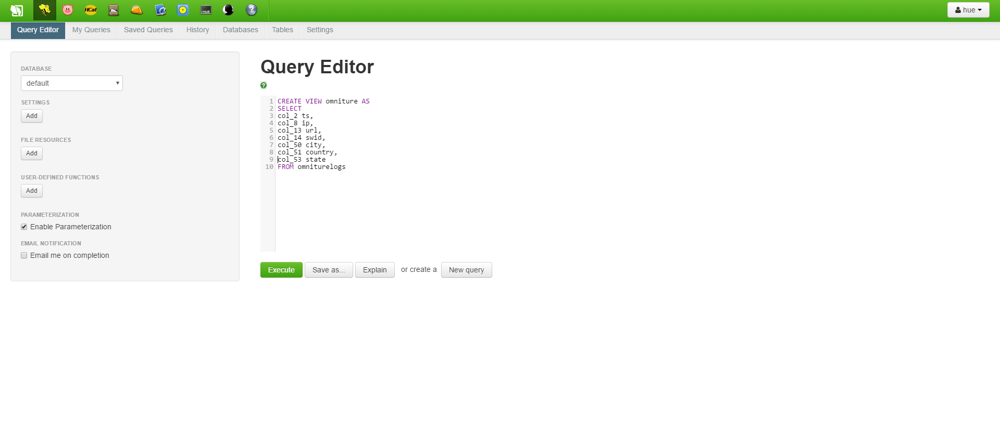 HCat
>HUE
hue
Query Editor
My Queries
Saved Queries
History
Databases
Tables
Settings
DATABASE
default
SETTINGS
Add
FILE RESOURCES
Add
USER-DEFINED FUNCTIONS
Add
PARAMETERIZATION
Enable Parameterization
EMAIL NOTIFICATION
Email me on completion
Query Editor
?
1 CREATE VIEW omniture AS
2 SELECT
3 col_2 ts,
4 col_8 ip,
5 col_13 url,
6 col_14 swid,
7 col_50 city,
8 col_51 country,
9 col_53 state
10 FROM omniturelogs
Execute Save as... Explain or create a New query